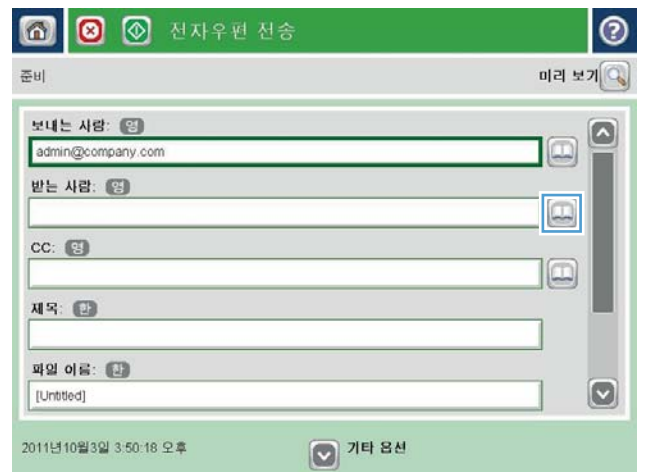 전자우편 전송
준비
미리 보기
보내는 사람: 영
admin@company.com
받는 사람: 영
CC: 영
제목: 한
파일 이름: 한
[Untitled]
2011년10월3일 3:50:18 오후
기타 옵션